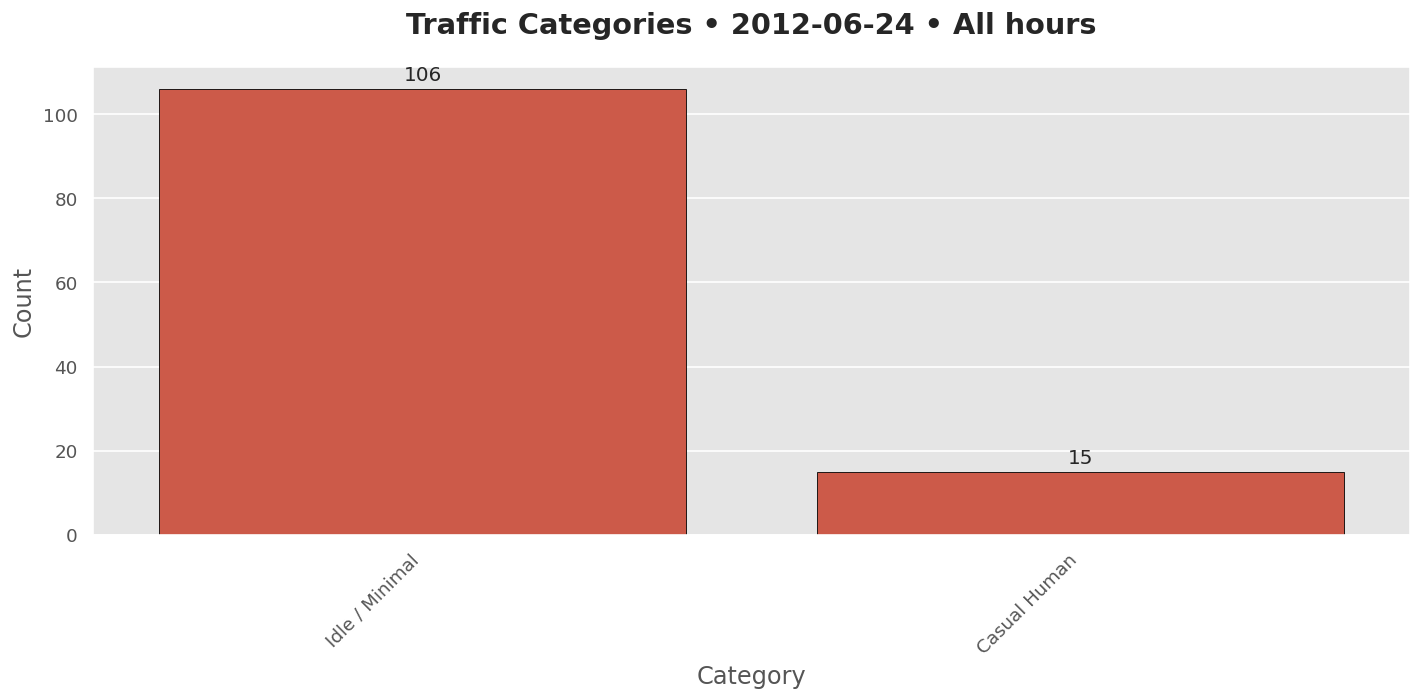 Traffic Categories • 2012-06-24 • All hours
106
100
80
60
40
20
0
Count
15
Idle / Minimal
Casual Human
Category